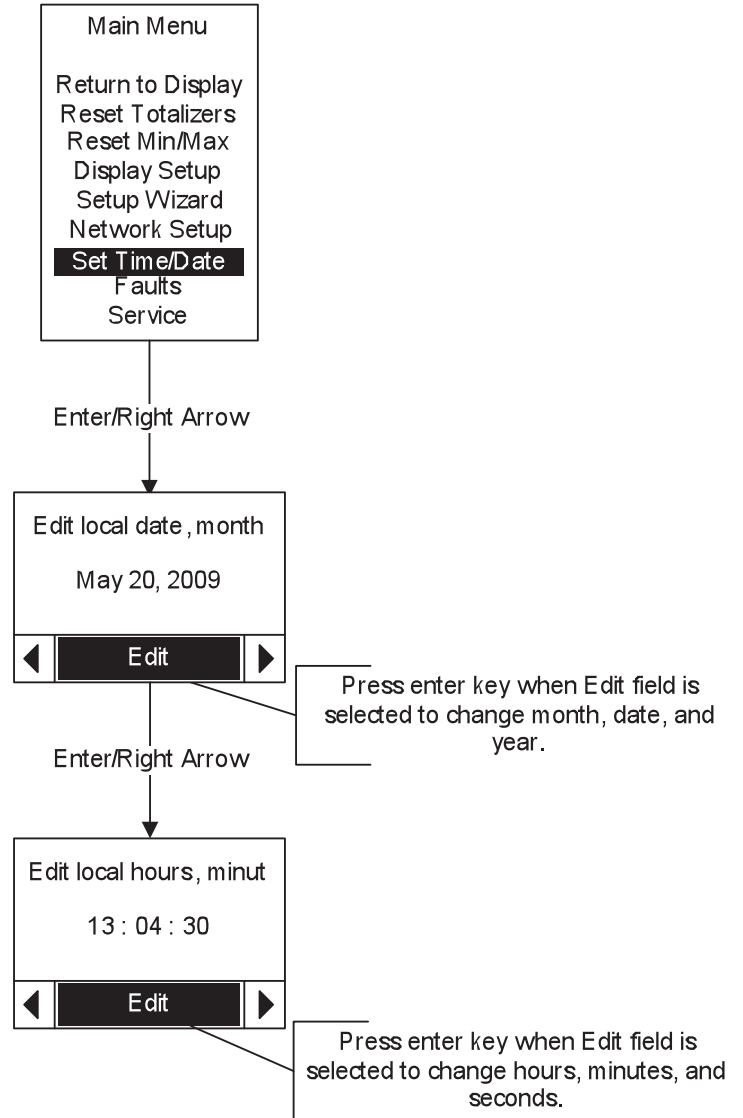 Main Menu
Return to Display
Reset Totalizers
Reset Min/Max
Display Setup
Setup Wizard
Network Setup
Set Time/Date
Faults
Service
Enter/Right Arrow
Edit local date, month
May 20, 2009
Edit
Press enter key when Edit field is
selected to change month, date, and
year.
Enter/Right Arrow
Edit local hours, minut
13 : 04 : 30
Edit
Press enter key when Edit field is
selected to change hours, minutes, and
seconds.